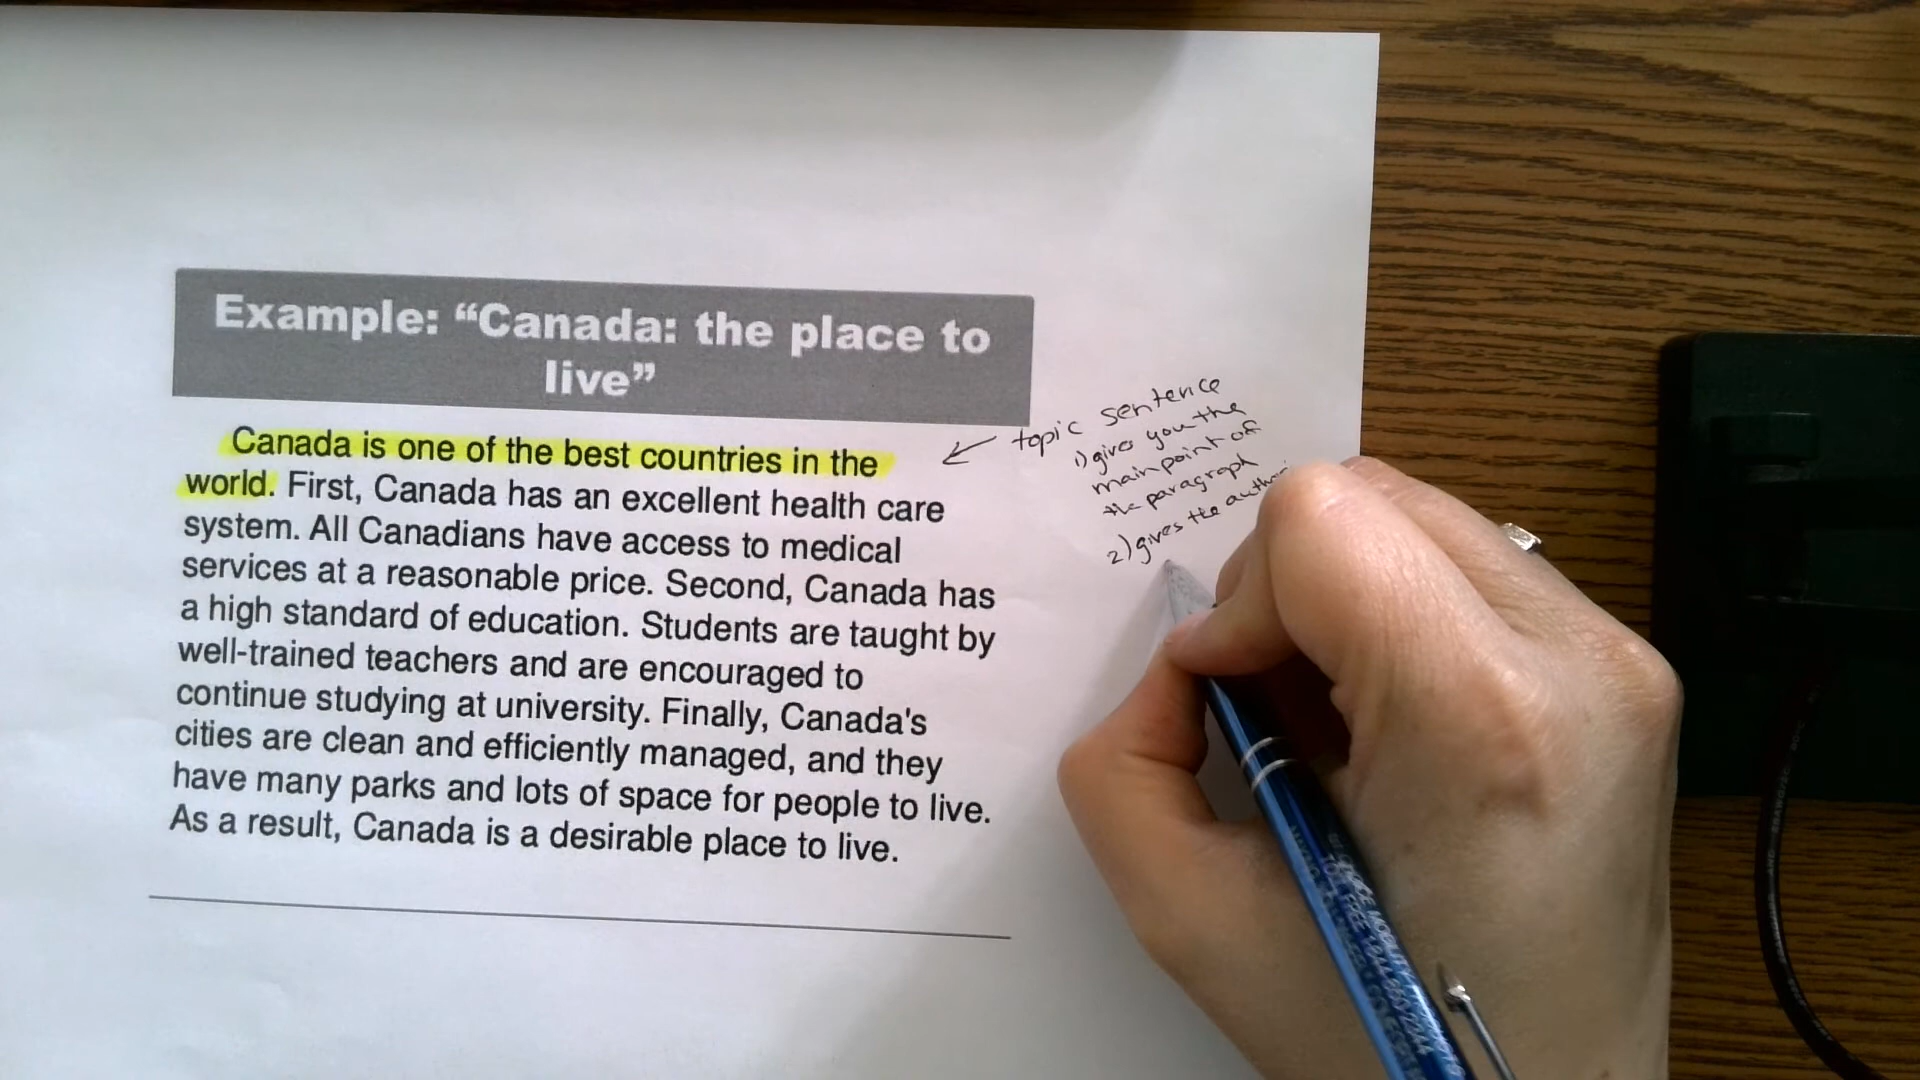 Example: “Canada: the place to
live”
Canada is one of the best countries in the
world. First, Canada has an excellent health care
system. All Canadians have access to medical
services at a reasonable price. Second, Canada has
a high standard of education. Students are taught by
well-trained teachers and are encouraged to
continue studying at university. Finally, Canada's
cities are clean and efficiently managed, and they
have many parks and lots of space for people to live.
As a result, Canada is a desirable place to live.
topic sentence
1) gives you the
main point of
the paragraph
2) gives the